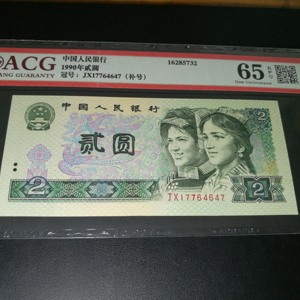 ACG
ANG GUARANTY
中国人民银行
1990年贰圆
冠号：JX17764647（补号）
16285732
65 EPQ
中国人民银行
贰圆
2
2
JX17764647